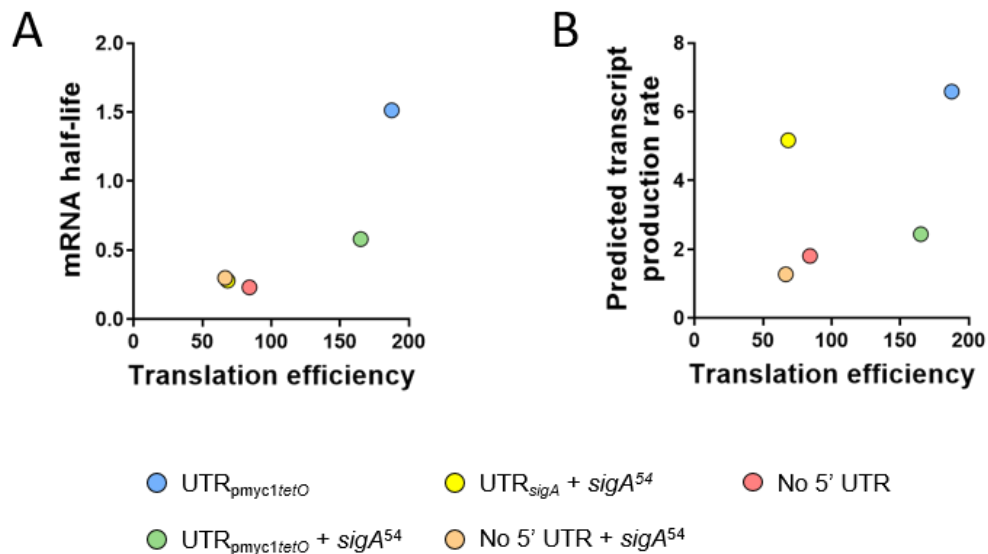 A
B
2.0
1.5
1.0
0.5
0.0
mRNA half-life
0 50 100 150 200
Translation efficiency
8
6
4
2
0
Predicted transcript
production rate
0 50 100 150 200
Translation efficiency
UTRpmyc1tetO
UTRsigA + sigA54
No 5' UTR
UTRpmyc1tetO + sigA54
No 5' UTR + sigA54